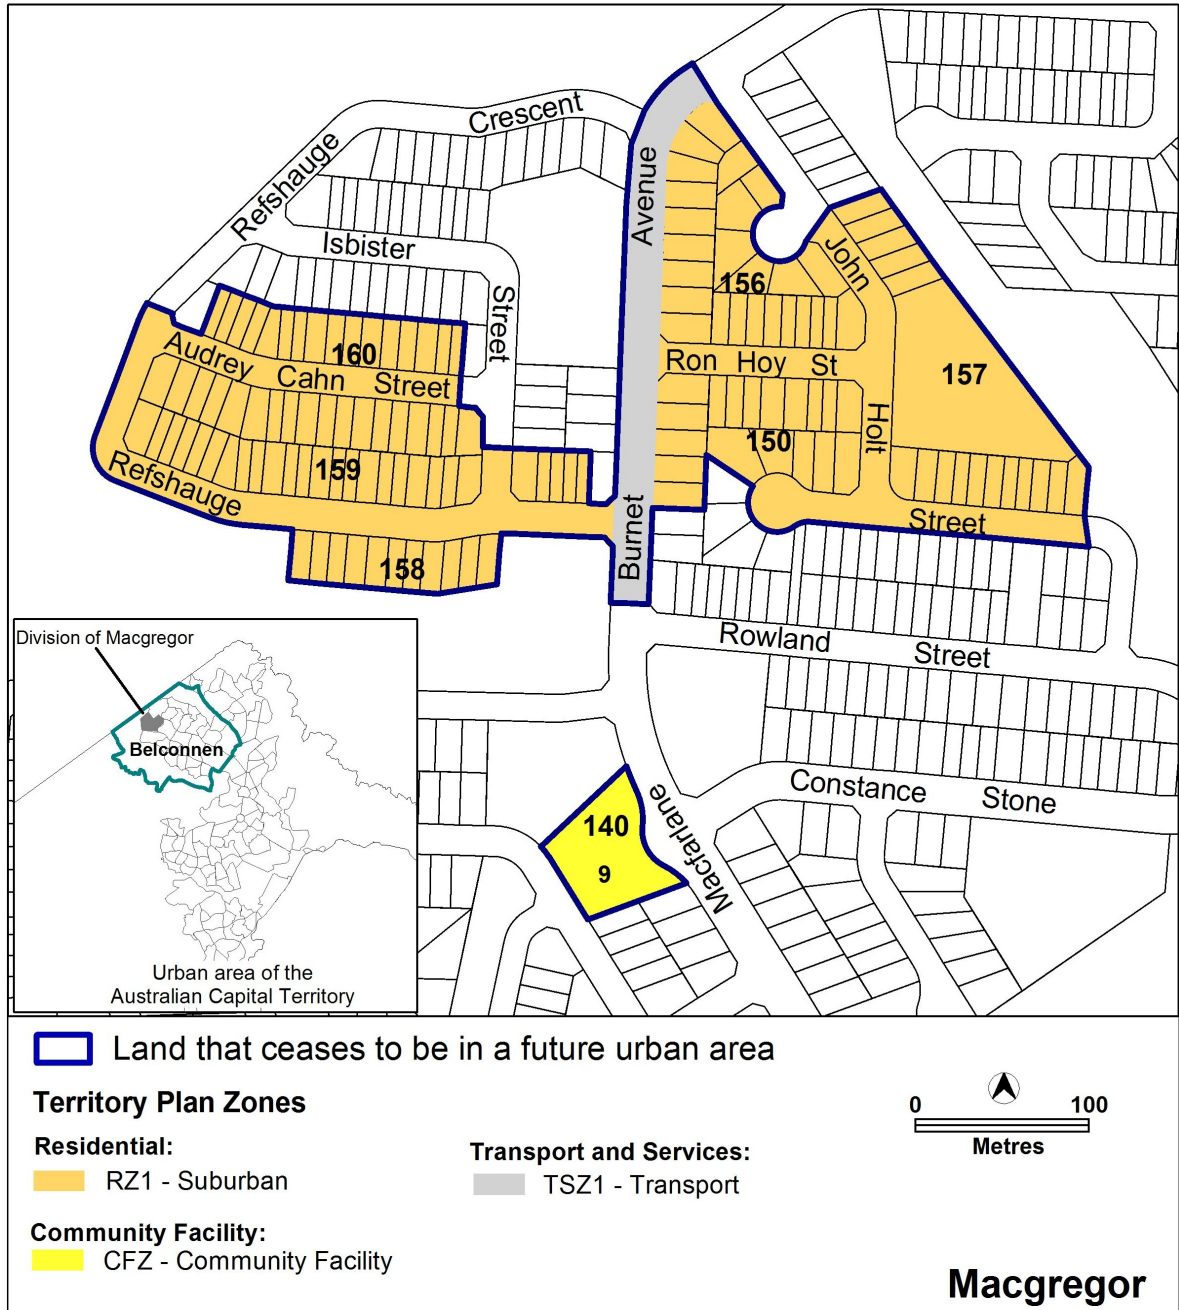 Crescent
Refshauge
Avenue
Isbister
Street
John
156
160
Ron Hoy St
157
Audrey Cahn Street
Holt
150
159
Refshauge
Street
Burnet
158
Rowland Street
Division of Macgregor
Belconnen
Constance Stone
Macfarlane
140
9
Urban area of the
Australian Capital Territory
Land that ceases to be in a future urban area
Territory Plan Zones
0 100
Metres
Residential:
RZ1 - Suburban
Transport and Services:
TSZ1 - Transport
Community Facility:
CFZ - Community Facility
Macgregor